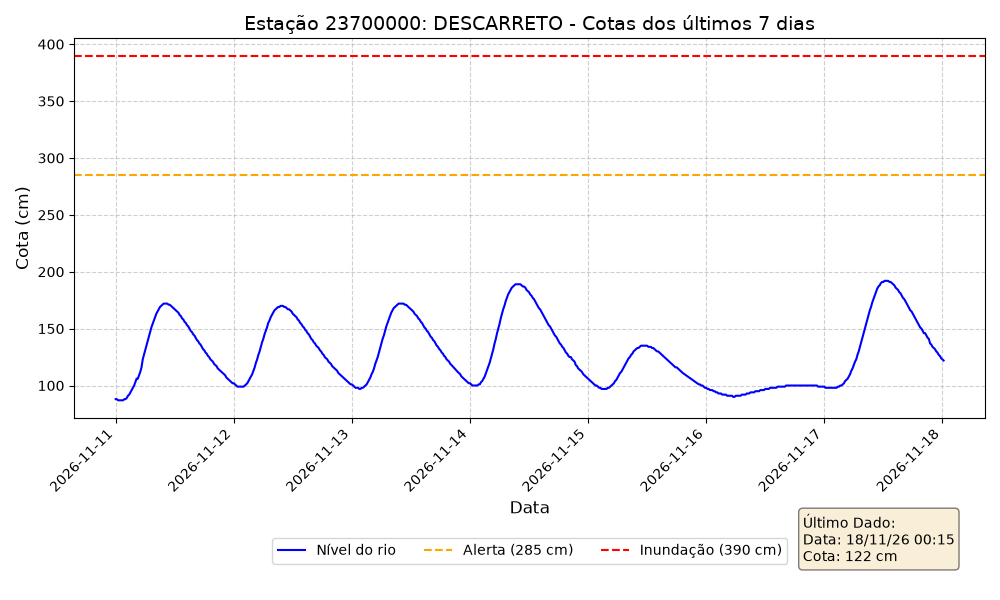 Estação 23700000: DESCARRETO - Cotas dos últimos 7 dias
Cota (cm)
400
350
300
250
200
150
100
2026-11-11
2026-11-12
2026-11-13
2026-11-14
2026-11-15
2026-11-16
2026-11-17
2026-11-18
Data
Nível do rio
Alerta (285 cm)
Inundação (390 cm)
Último Dado:
Data: 18/11/26 00:15
Cota: 122 cm